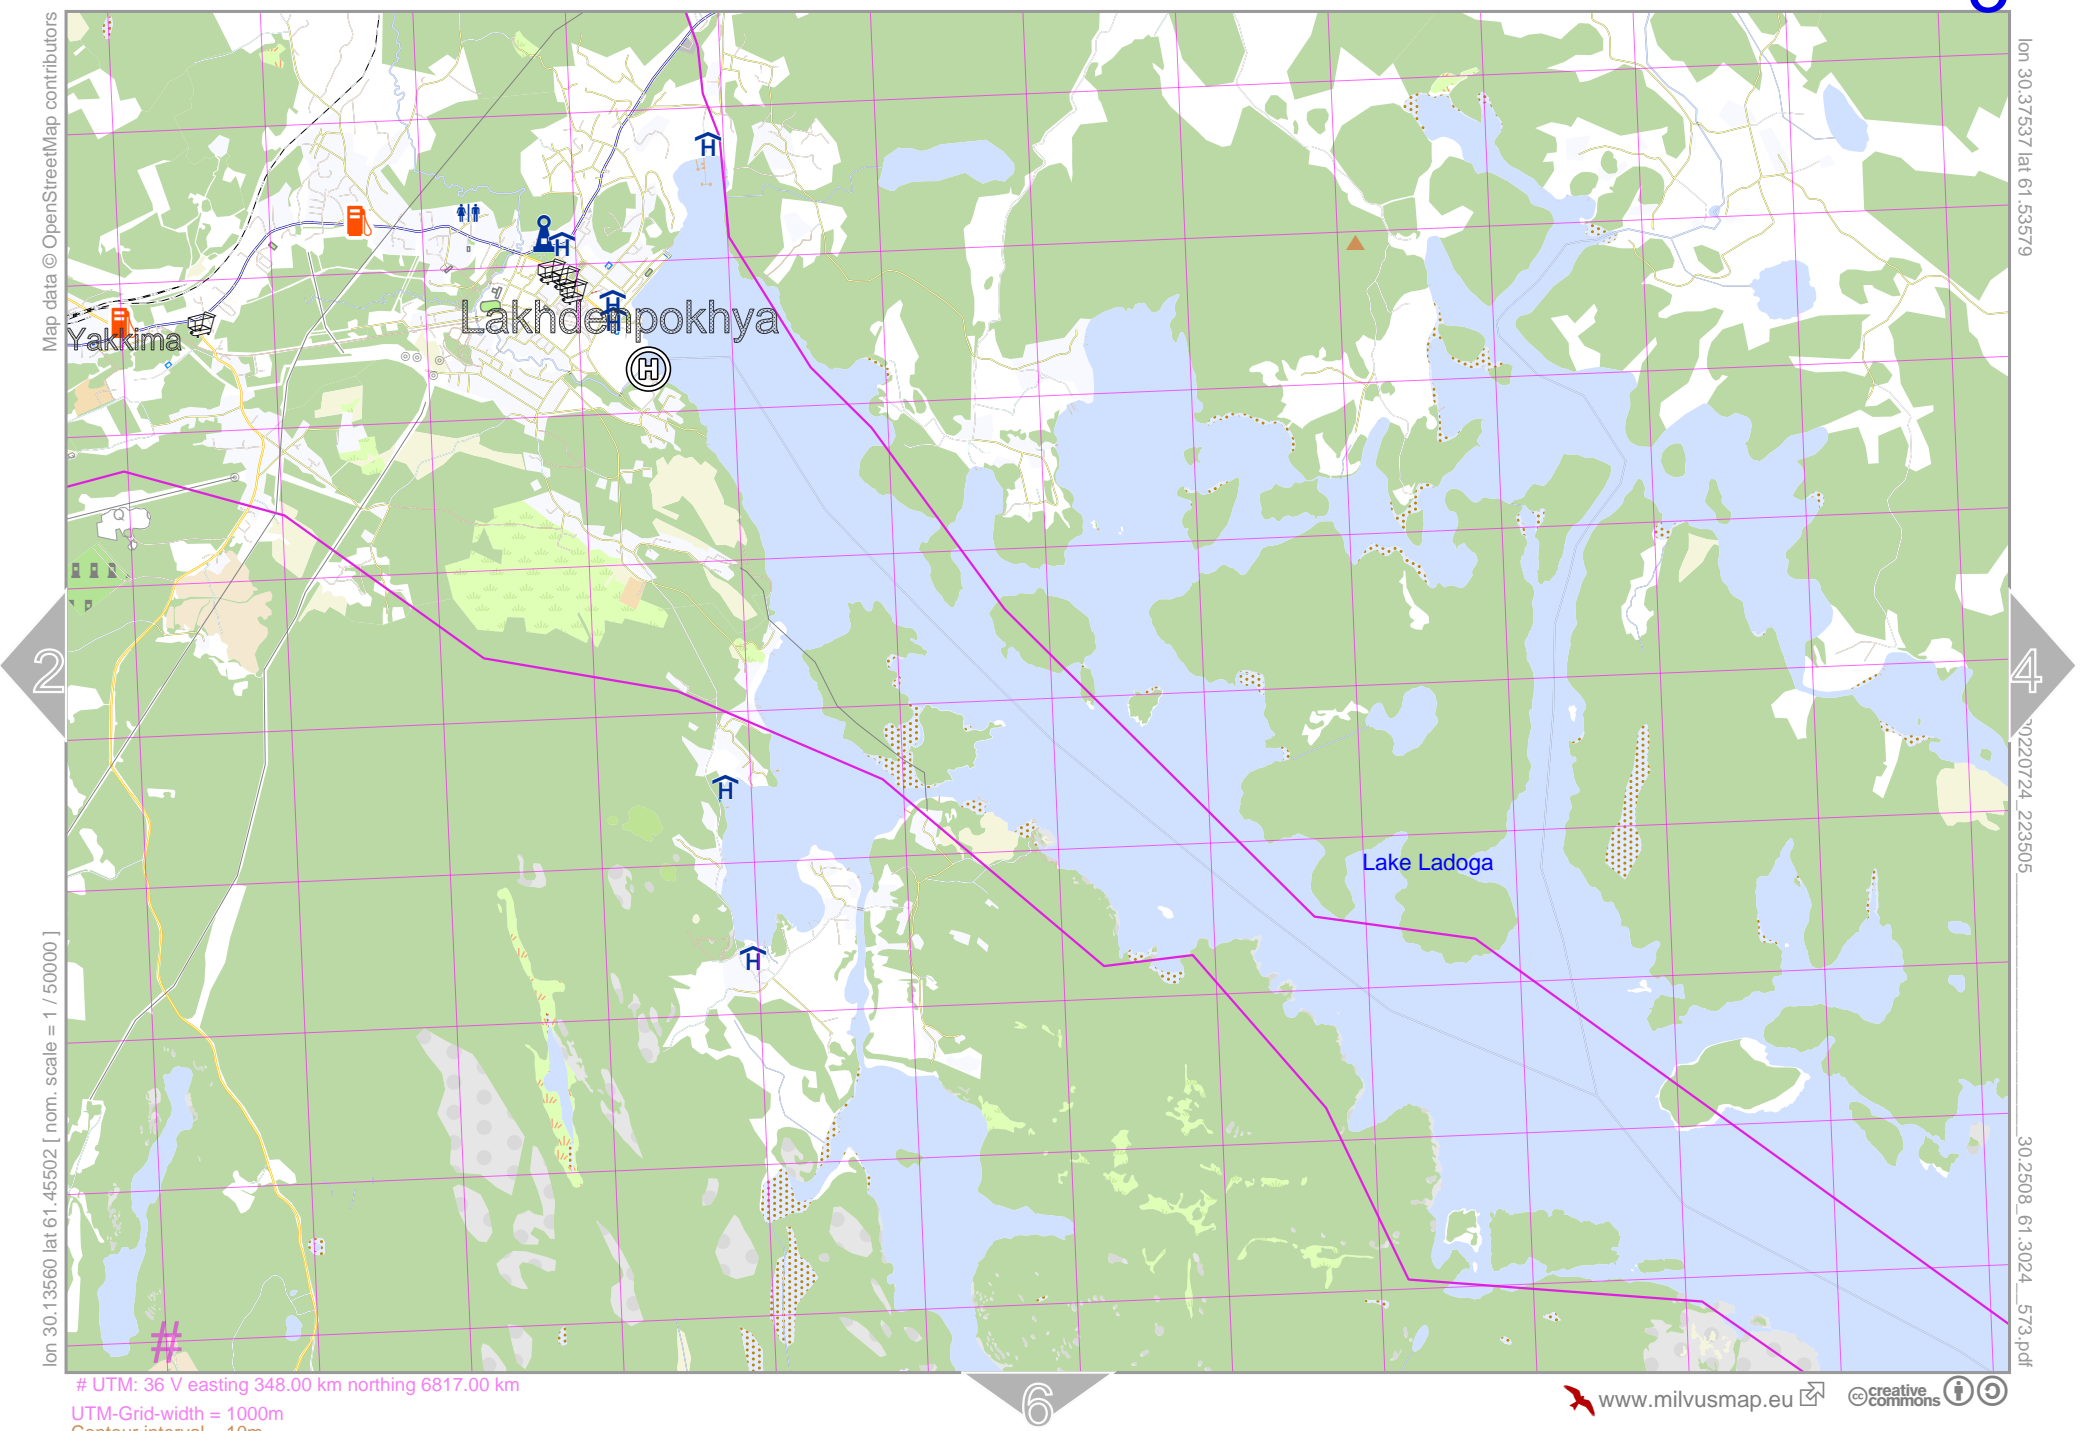 Map data © OpenStreetMap contributors
lon 30.13560 lat 61.45502 [ nom. scale = 1 / 50000 ]
lon 30.37537 lat 61.53579
30.2508_61.3024__573.pdf
2
4
6
H
H
Lakhdenpokhya
Yakkima
H
H
H
Lake Ladoga
H
#
# UTM: 36 V easting 348.00 km northing 6817.00 km
UTM-Grid-width = 1000m
www.milvusmap.eu
cc creative commons